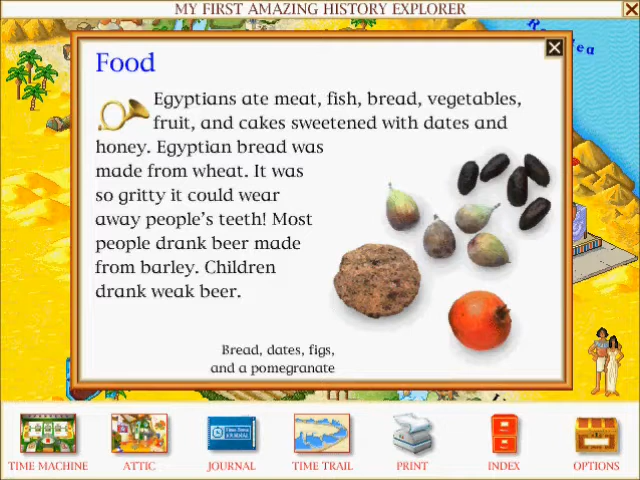 MY FIRST AMAZING HISTORY EXPLORER
Food
Egyptians ate meat, fish, bread, vegetables,
fruit, and cakes sweetened with dates and
honey. Egyptian bread was
made from wheat. It was
so gritty it could wear
away people's teeth! Most
people drank beer made
from barley. Children
drank weak beer.
Bread, dates, figs,
and a pomegranate
TIME MACHINE
ATTIC
JOURNAL
TIME TRAIL
PRINT
INDEX
OPTIONS